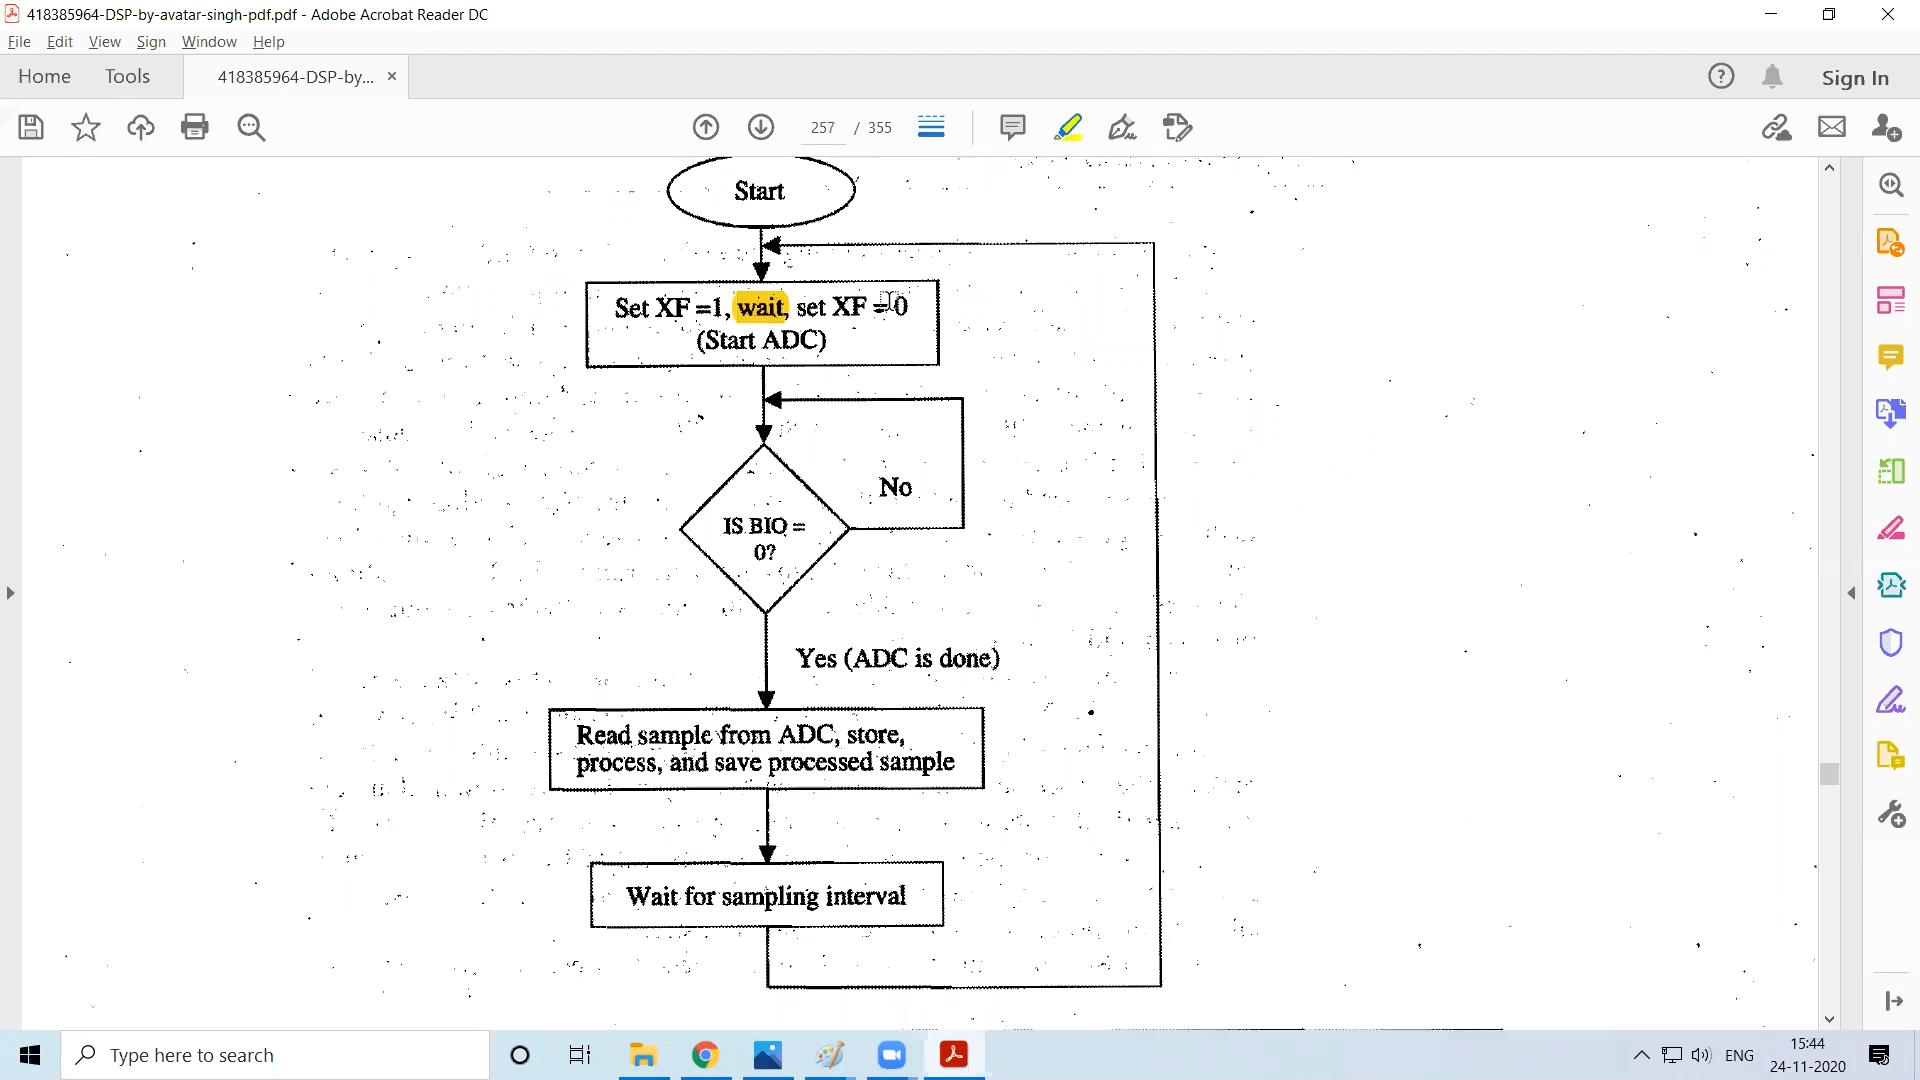 418385964-DSP-by-avatar-singh-pdf.pdf - Adobe Acrobat Reader DC
File Edit View Sign Window Help
Home Tools 418385964-DSP-by... × Sign In
257 / 355
Start
Set XF =1, wait, set XF = 0
(Start ADC)
No
IS BIO =
0?
Yes (ADC is done)
Read sample from ADC, store,
process, and save processed sample
Wait for sampling interval
Type here to search
ENG
15:44
24-11-2020